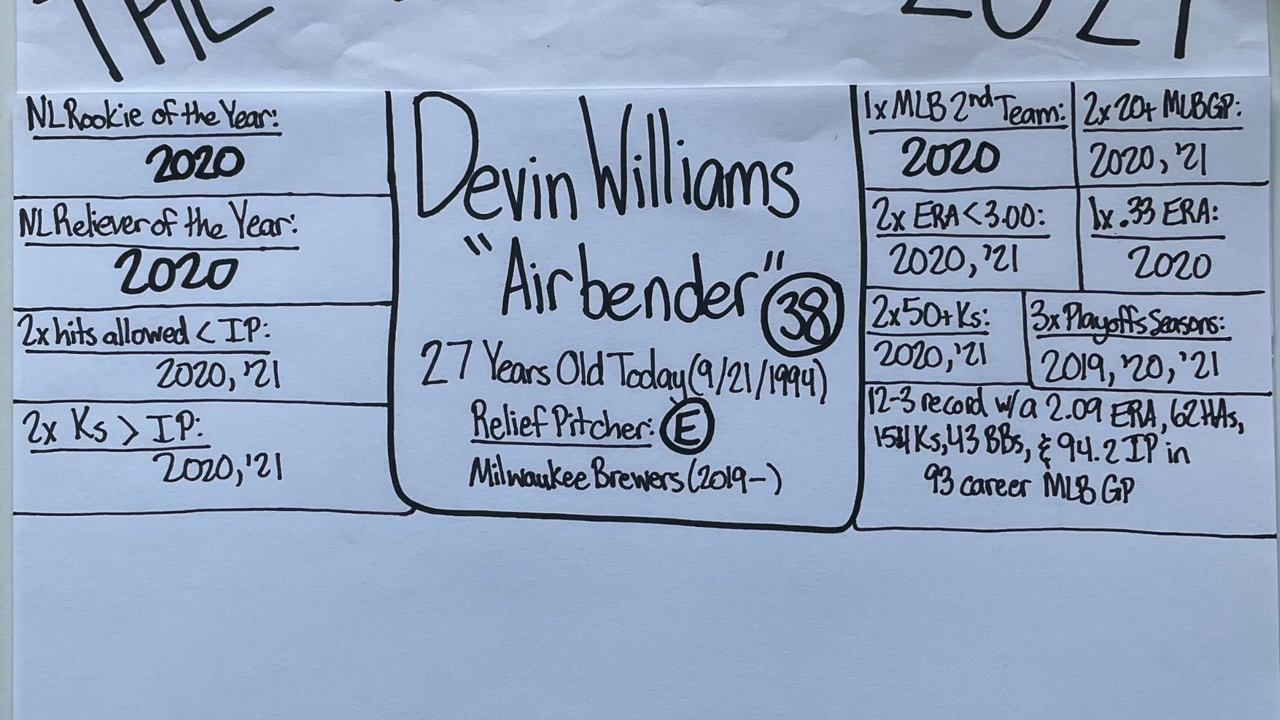 THE
2021
NL Rookie of the Year:
2020
NL Reliever of the Year:
2020
2x hits allowed < IP:
2020, '21
2x Ks > IP:
2020, '21
Devin Williams
"Airbender"
38
27 Years Old Today (9/21/1994)
Relief Pitcher: E
Milwaukee Brewers (2019-)
1x MLB 2nd Team:
2020
2x 20+ MLB GP:
2020, '21
2x ERA < 3.00:
2020, '21
1x .33 ERA:
2020
2x 50+ Ks:
2020, '21
3x Playoffs Seasons:
2019, '20, '21
12-3 record w/a 2.09 ERA, 62 HAs,
154 Ks, 43 BBs, & 94.2 IP in
93 career MLB GP